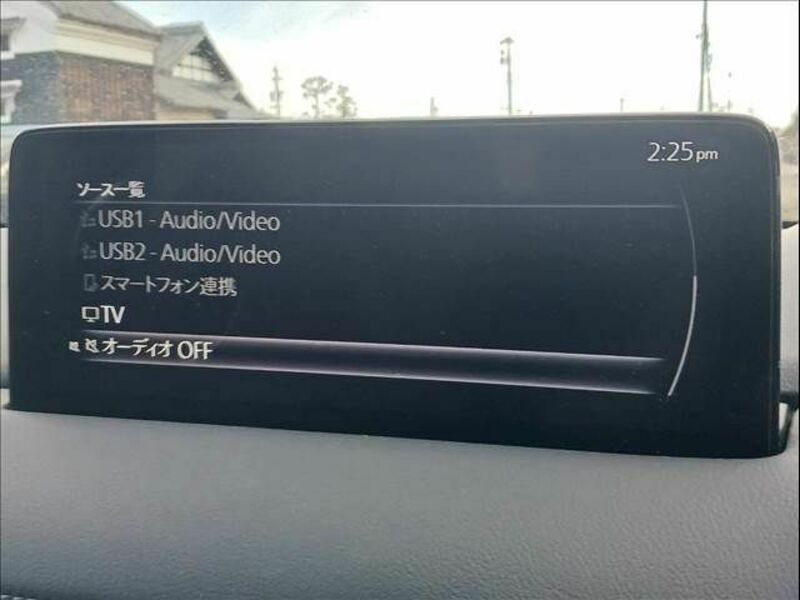 2:25pm
ソース一覧
USB1 - Audio/Video
USB2 - Audio/Video
スマートフォン連携
TV
オーディオ OFF